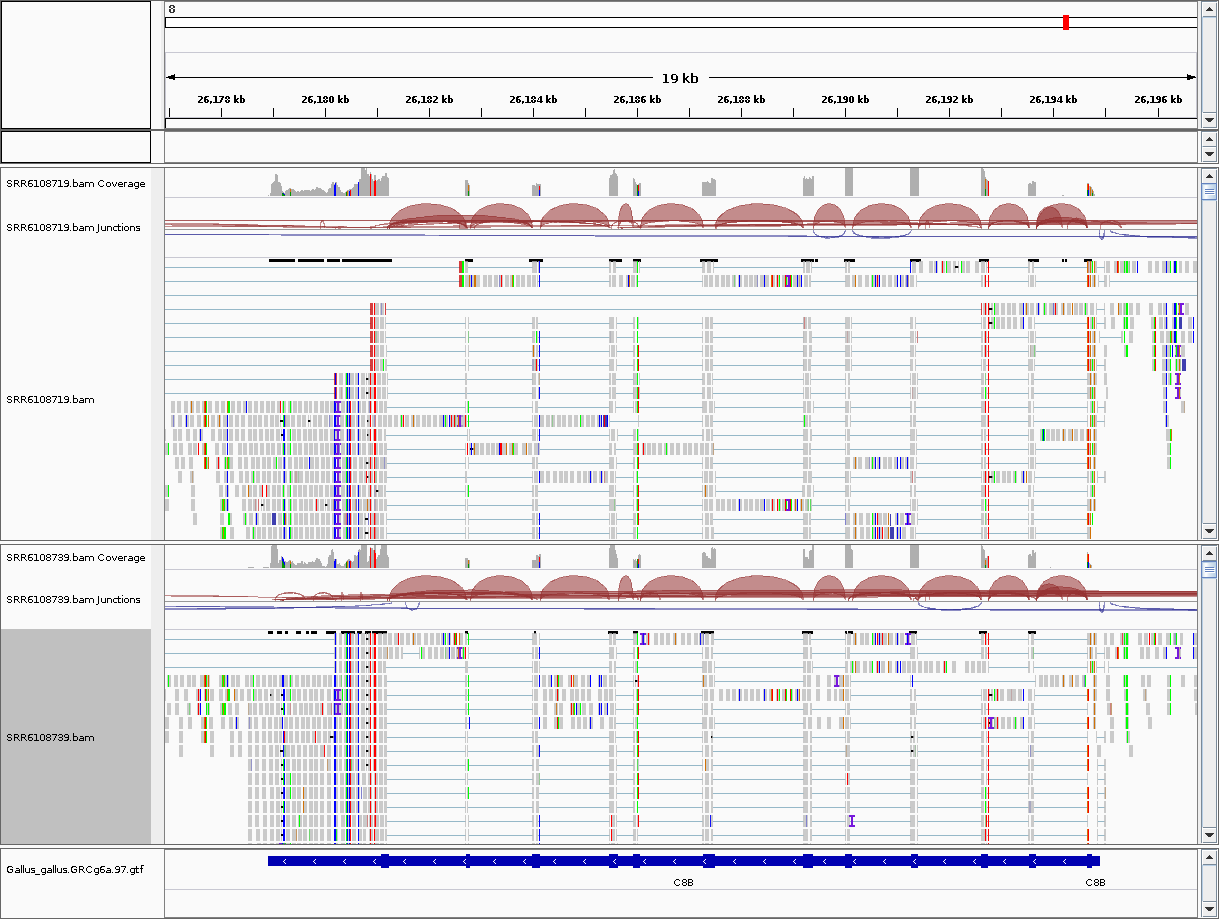 8
19 kb
26,178 kb 26,180 kb 26,182 kb 26,184 kb 26,186 kb 26,188 kb 26,190 kb 26,192 kb 26,194 kb 26,196 kb
SRR6108719.bam Coverage
SRR6108719.bam Junctions
SRR6108719.bam
SRR6108739.bam Coverage
SRR6108739.bam Junctions
SRR6108739.bam
Gallus_gallus.GRCg6a.97.gtf
C8B C8B